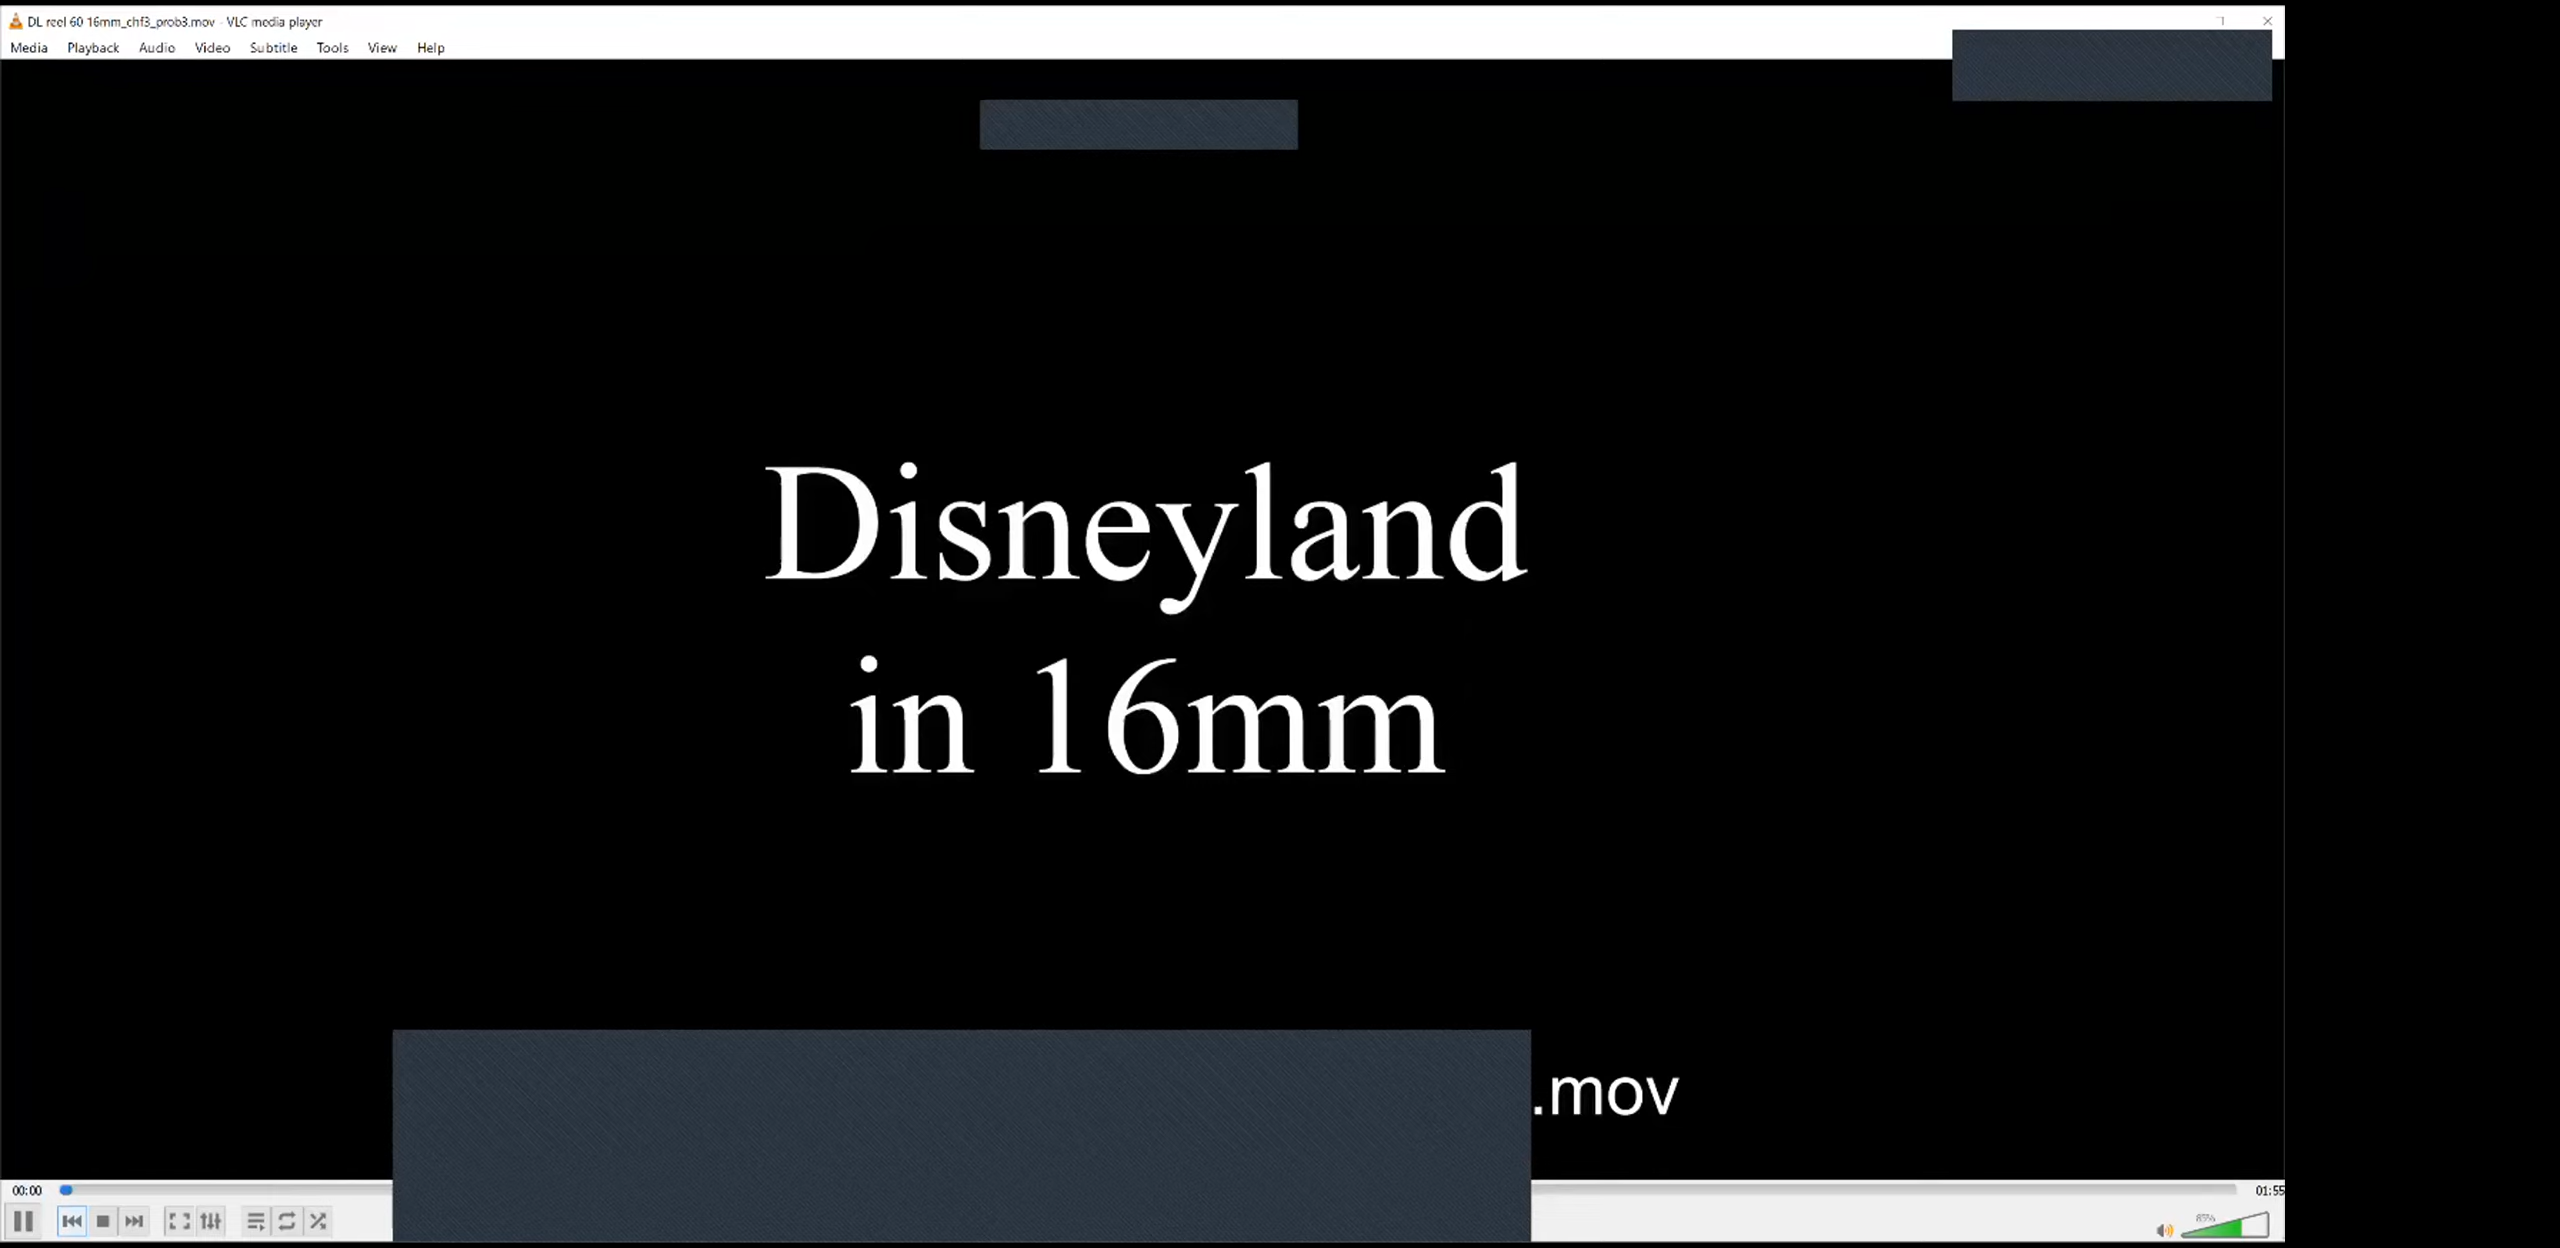 DL reel 60 16mm_chf3_prob3.mov - VLC media player
Media Playback Audio Video Subtitle Tools View Help
Disneyland
in 16mm
.mov
00:00
01:55
85%